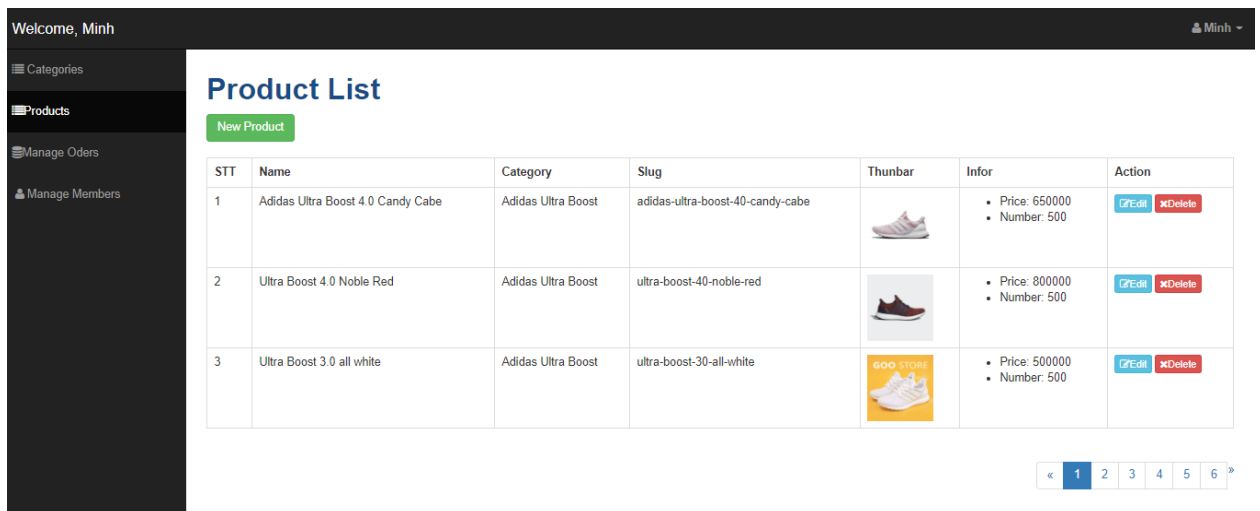 Welcome, Minh
Minh
Categories
Products
Manage Oders
Manage Members
Product List
New Product
STT Name Category Slug Thunbar Infor Action
1 Adidas Ultra Boost 4.0 Candy Cabe Adidas Ultra Boost adidas-ultra-boost-40-candy-cabe • Price: 650000 Edit Delete
• Number: 500
2 Ultra Boost 4.0 Noble Red Adidas Ultra Boost ultra-boost-40-noble-red • Price: 800000 Edit Delete
• Number: 500
3 Ultra Boost 3.0 all white Adidas Ultra Boost ultra-boost-30-all-white GOO STORE • Price: 500000 Edit Delete
• Number: 500
« 1 2 3 4 5 6 »